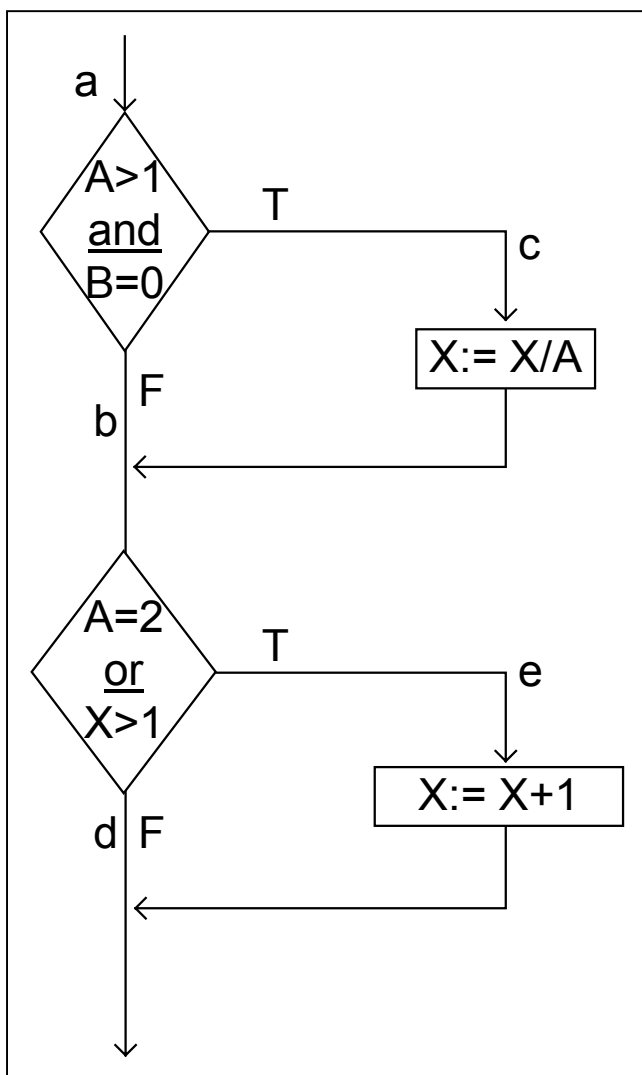 a
A>1
and
B=0
T
c
X:= X/A
F
b
A=2
or
X>1
T
e
X:= X+1
d F